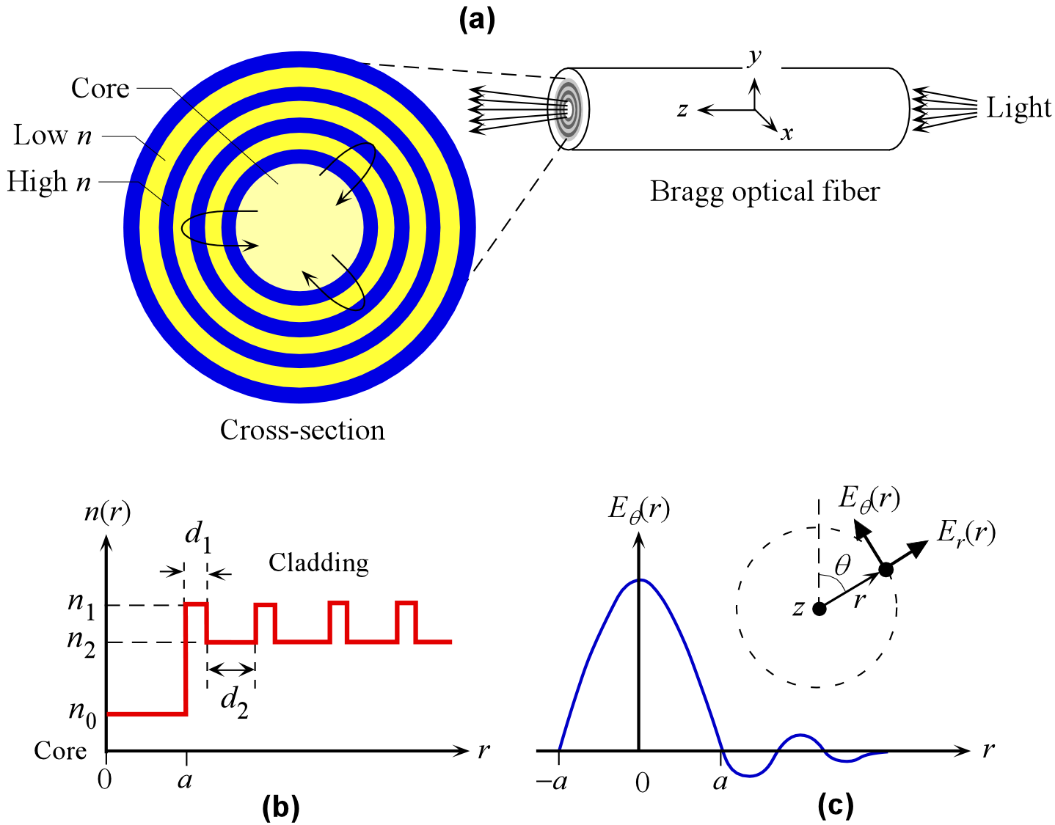 (a)
Core
Low n
High n
Cross-section
y
z
x
Light
Bragg optical fiber
n(r)
d1
Cladding
n1
n2
d2
n0
Core
r
0
a
(b)
Eθ(r)
Eθ(r)
Er(r)
θ
r
z
−a
0
a
r
(c)